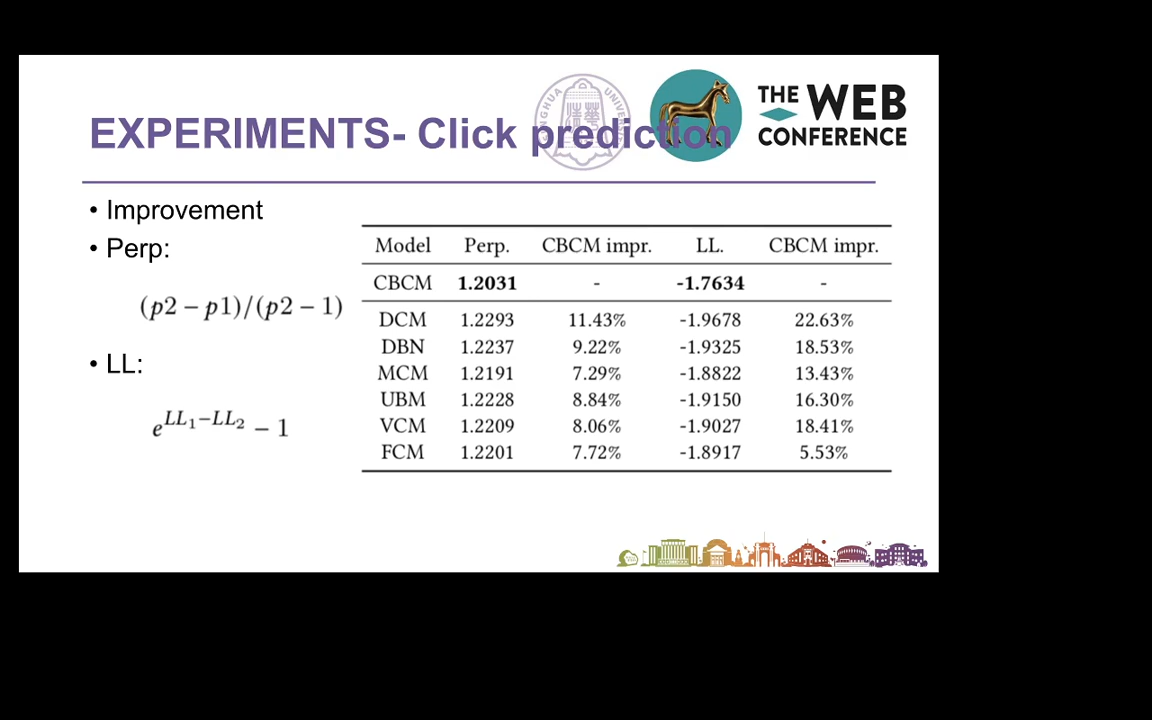 THE WEB
CONFERENCE
EXPERIMENTS- Click prediction
• Improvement
• Perp:
(p2 − p1)/(p2 − 1)
• LL:
e^{LL₁−LL₂} − 1
Model Perp. CBCM impr. LL. CBCM impr.
CBCM 1.2031 - -1.7634 -
DCM 1.2293 11.43% -1.9678 22.63%
DBN 1.2237 9.22% -1.9325 18.53%
MCM 1.2191 7.29% -1.8822 13.43%
UBM 1.2228 8.84% -1.9150 16.30%
VCM 1.2209 8.06% -1.9027 18.41%
FCM 1.2201 7.72% -1.8917 5.53%